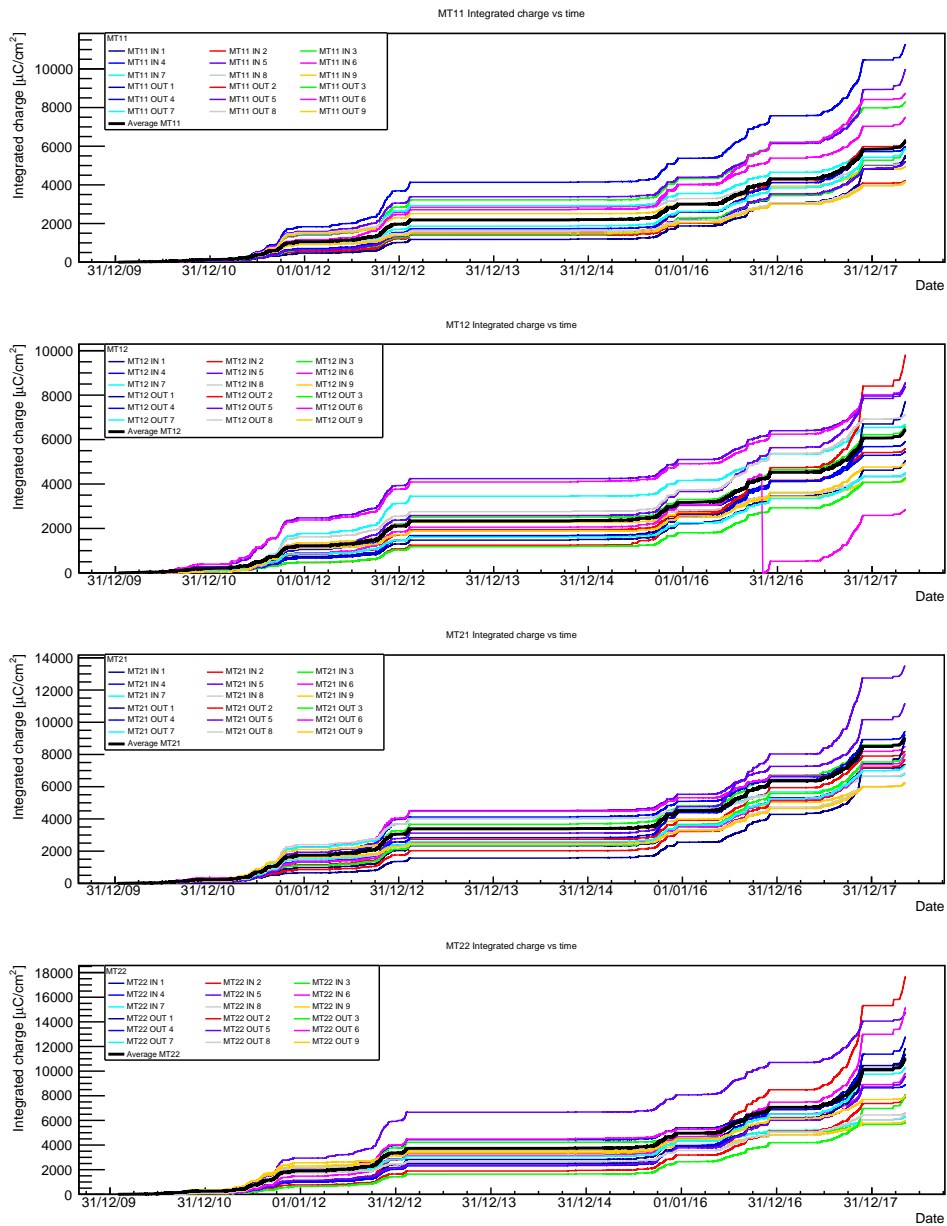 MT11 Integrated charge vs time
Integrated charge [μC/cm²]
MT11
MT11 IN 1 MT11 IN 2 MT11 IN 3
MT11 IN 4 MT11 IN 5 MT11 IN 6
MT11 IN 7 MT11 IN 8 MT11 IN 9
MT11 OUT 1 MT11 OUT 2 MT11 OUT 3
MT11 OUT 4 MT11 OUT 5 MT11 OUT 6
MT11 OUT 7 MT11 OUT 8 MT11 OUT 9
Average MT11
10000
8000
6000
4000
2000
0
31/12/09 31/12/10 01/01/12 31/12/12 31/12/13 31/12/14 01/01/16 31/12/16 31/12/17
Date
MT12 Integrated charge vs time
Integrated charge [μC/cm²]
MT12
MT12 IN 1 MT12 IN 2 MT12 IN 3
MT12 IN 4 MT12 IN 5 MT12 IN 6
MT12 IN 7 MT12 IN 8 MT12 IN 9
MT12 OUT 1 MT12 OUT 2 MT12 OUT 3
MT12 OUT 4 MT12 OUT 5 MT12 OUT 6
MT12 OUT 7 MT12 OUT 8 MT12 OUT 9
Average MT12
10000
8000
6000
4000
2000
0
31/12/09 31/12/10 01/01/12 31/12/12 31/12/13 31/12/14 01/01/16 31/12/16 31/12/17
Date
MT21 Integrated charge vs time
Integrated charge [μC/cm²]
MT21
MT21 IN 1 MT21 IN 2 MT21 IN 3
MT21 IN 4 MT21 IN 5 MT21 IN 6
MT21 IN 7 MT21 IN 8 MT21 IN 9
MT21 OUT 1 MT21 OUT 2 MT21 OUT 3
MT21 OUT 4 MT21 OUT 5 MT21 OUT 6
MT21 OUT 7 MT21 OUT 8 MT21 OUT 9
Average MT21
14000
12000
10000
8000
6000
4000
2000
0
31/12/09 31/12/10 01/01/12 31/12/12 31/12/13 31/12/14 01/01/16 31/12/16 31/12/17
Date
MT22 Integrated charge vs time
Integrated charge [μC/cm²]
MT22
MT22 IN 1 MT22 IN 2 MT22 IN 3
MT22 IN 4 MT22 IN 5 MT22 IN 6
MT22 IN 7 MT22 IN 8 MT22 IN 9
MT22 OUT 1 MT22 OUT 2 MT22 OUT 3
MT22 OUT 4 MT22 OUT 5 MT22 OUT 6
MT22 OUT 7 MT22 OUT 8 MT22 OUT 9
Average MT22
18000
16000
14000
12000
10000
8000
6000
4000
2000
0
31/12/09 31/12/10 01/01/12 31/12/12 31/12/13 31/12/14 01/01/16 31/12/16 31/12/17
Date